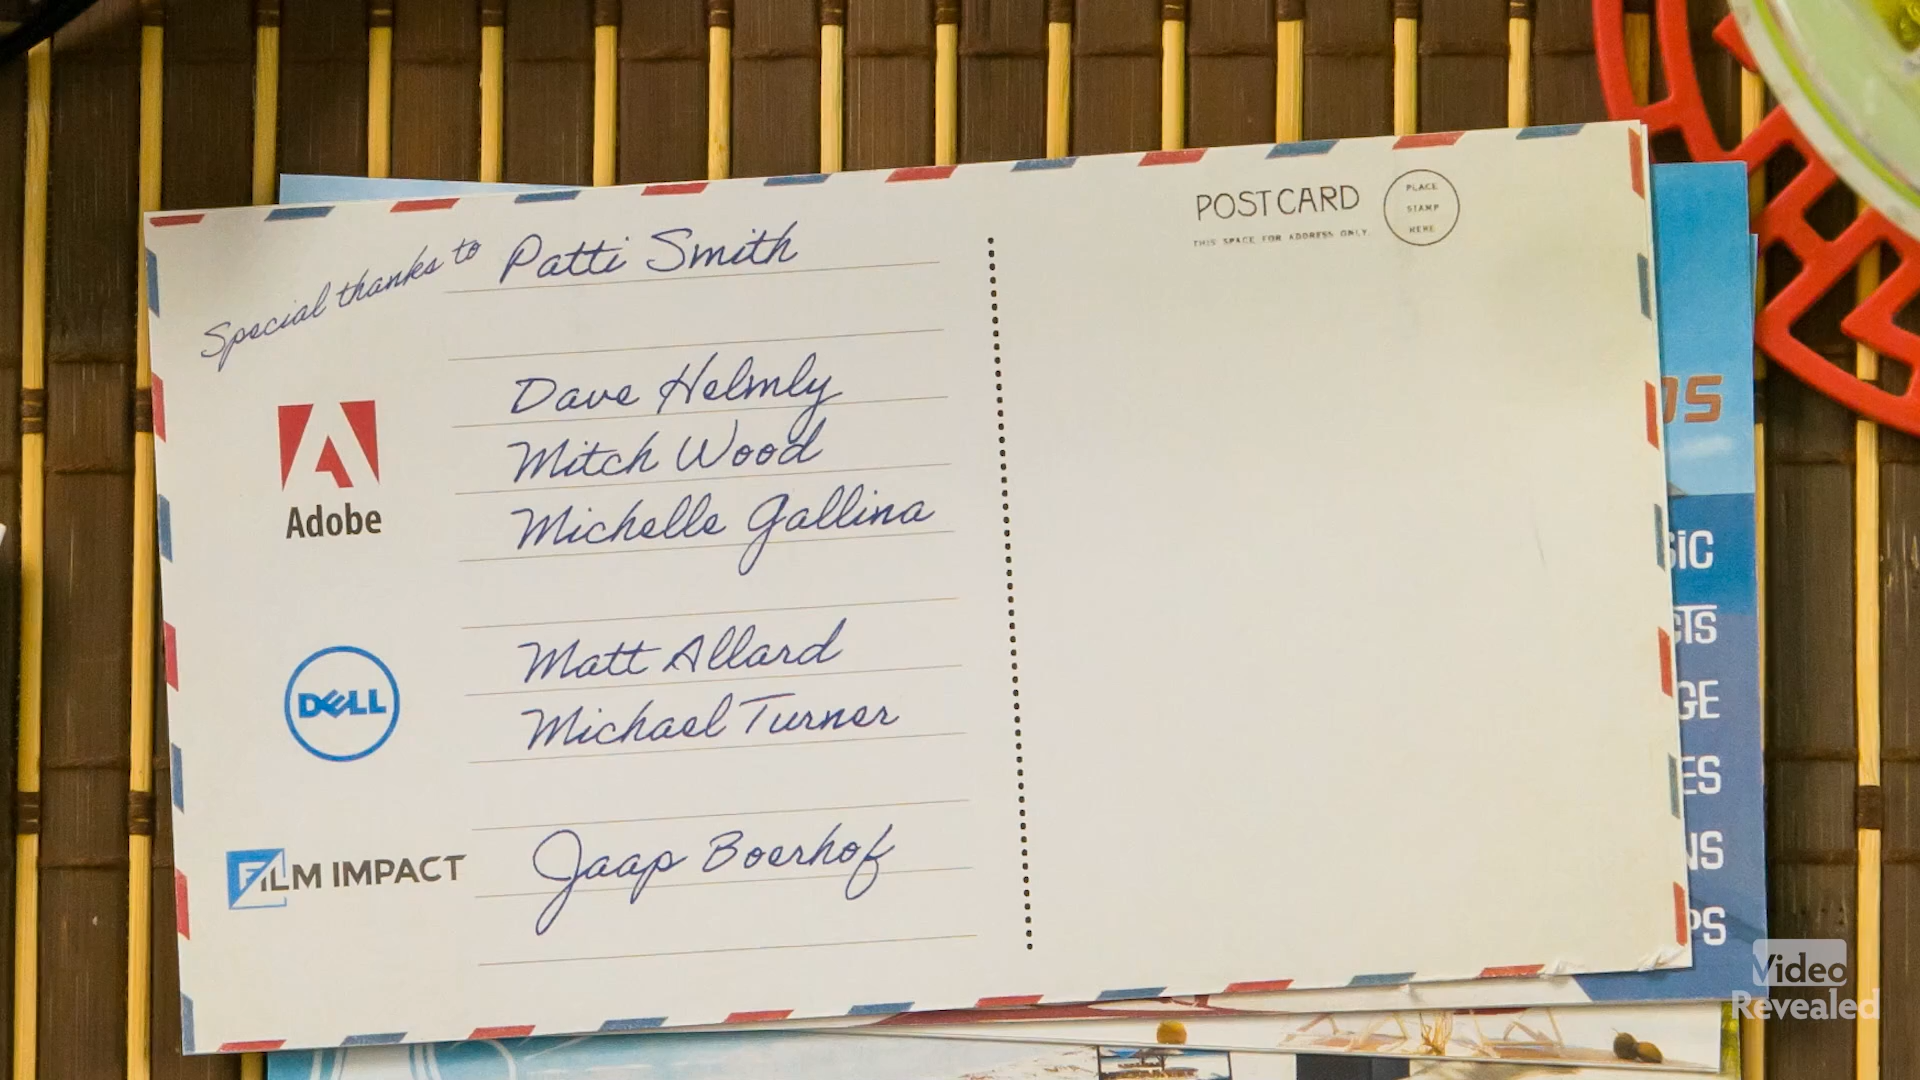 Special thanks to Patti Smith
Adobe
Dave Helmly
Mitch Wood
Michelle Gallina
DELL
Matt Allard
Michael Turner
FILM IMPACT
Jaap Boerhof
POSTCARD
THIS SPACE FOR ADDRESS ONLY.
PLACE
STAMP
HERE
Video
Revealed